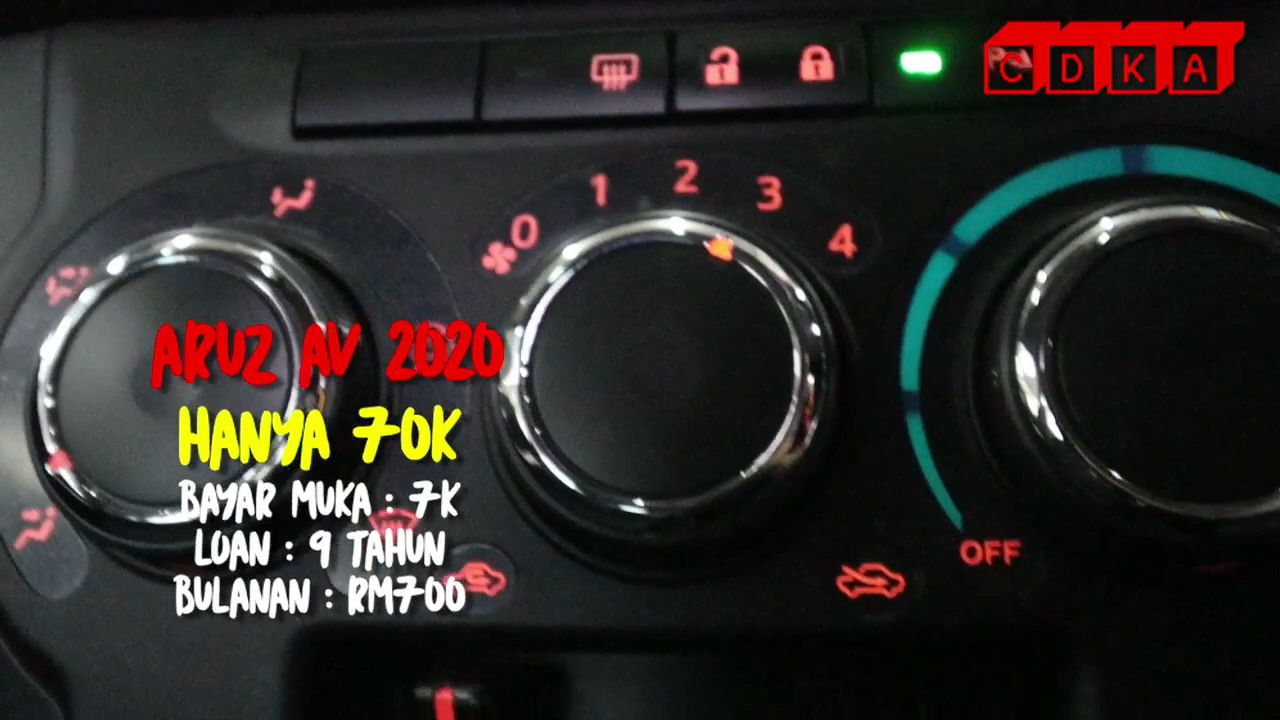 CDKA
0 1 2 3 4
ARUZ AV 2020
HANYA 70K
BAYAR MUKA : 7K
LOAN : 9 TAHUN
BULANAN : RM700
OFF